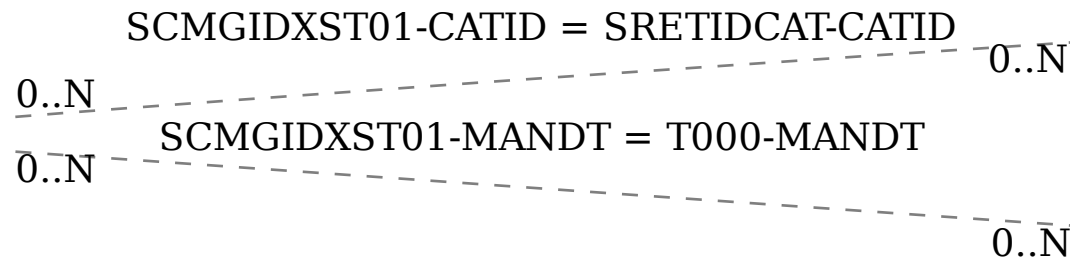 SCMGIDXST01-CATID = SRETIDCAT-CATID
0..N
0..N
SCMGIDXST01-MANDT = T000-MANDT
0..N
0..N